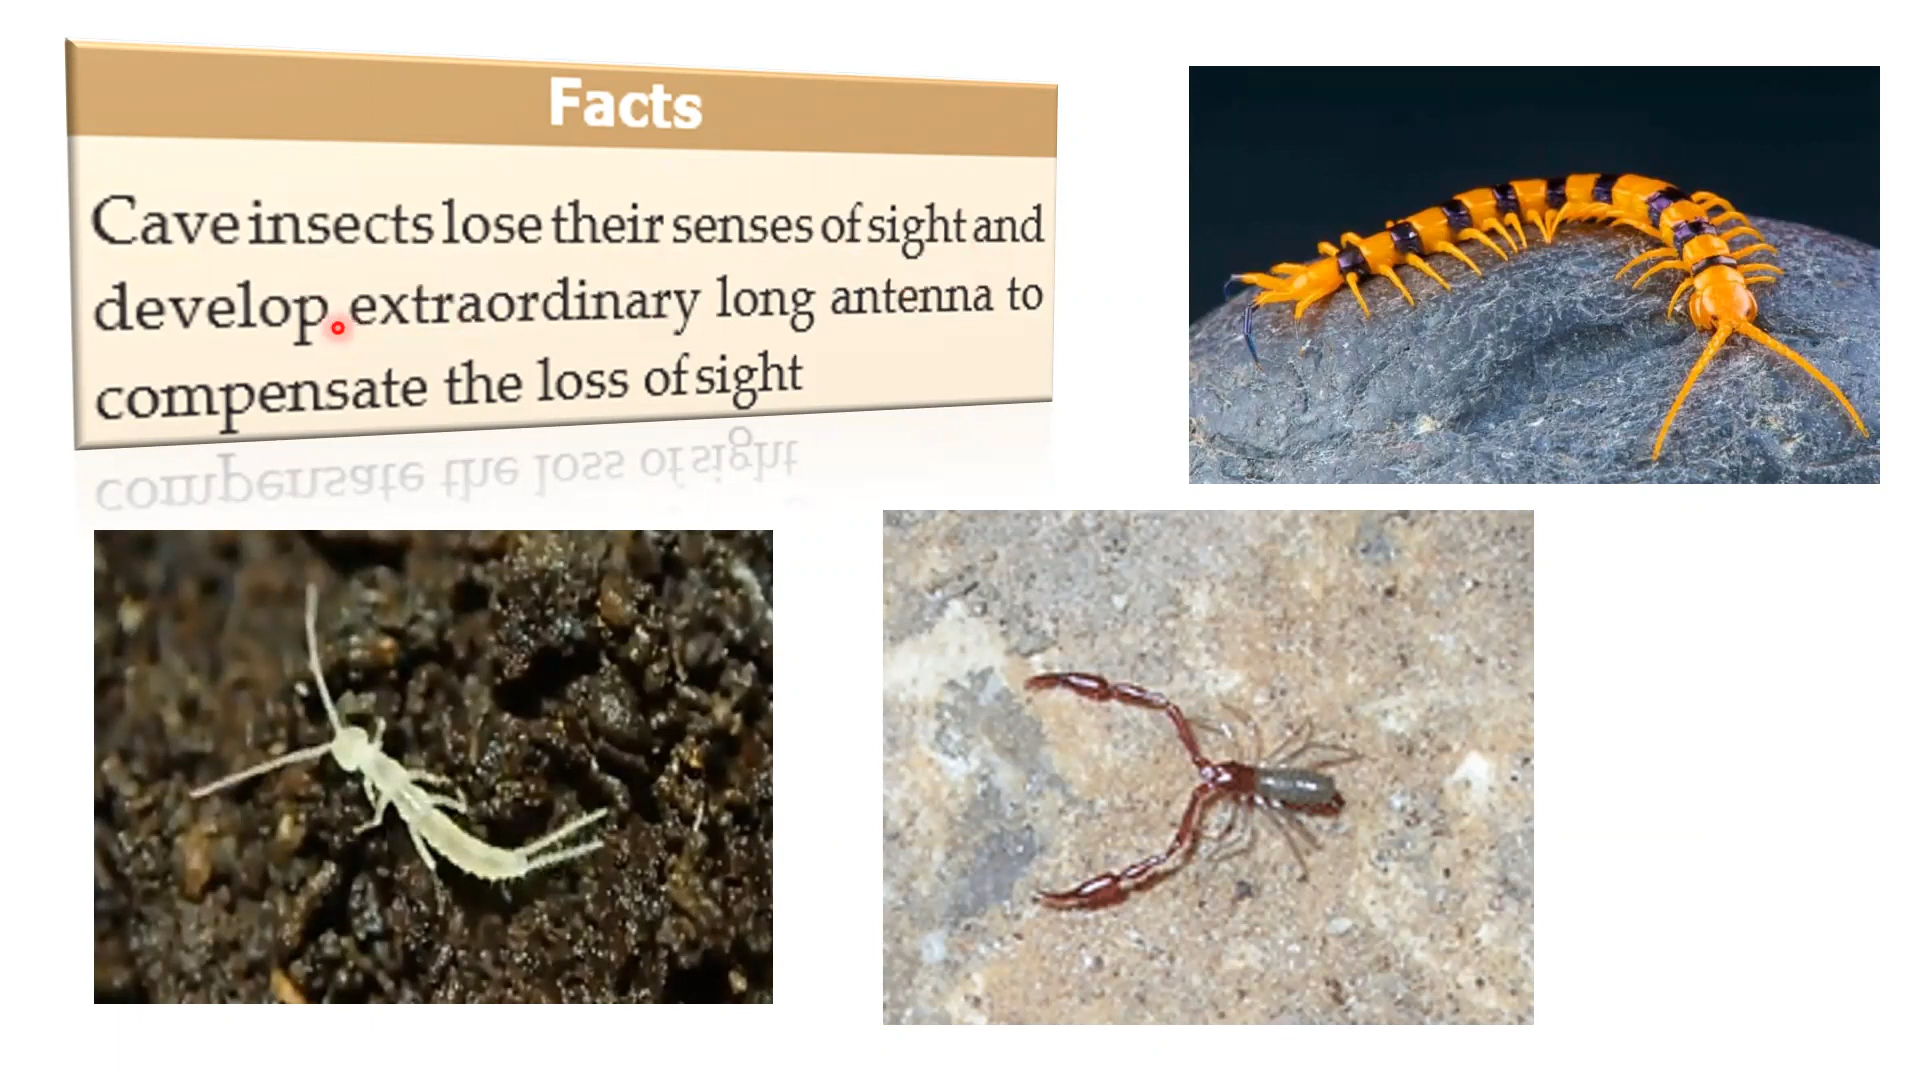 Facts
Cave insects lose their senses of sight and
develop extraordinary long antenna to
compensate the loss of sight